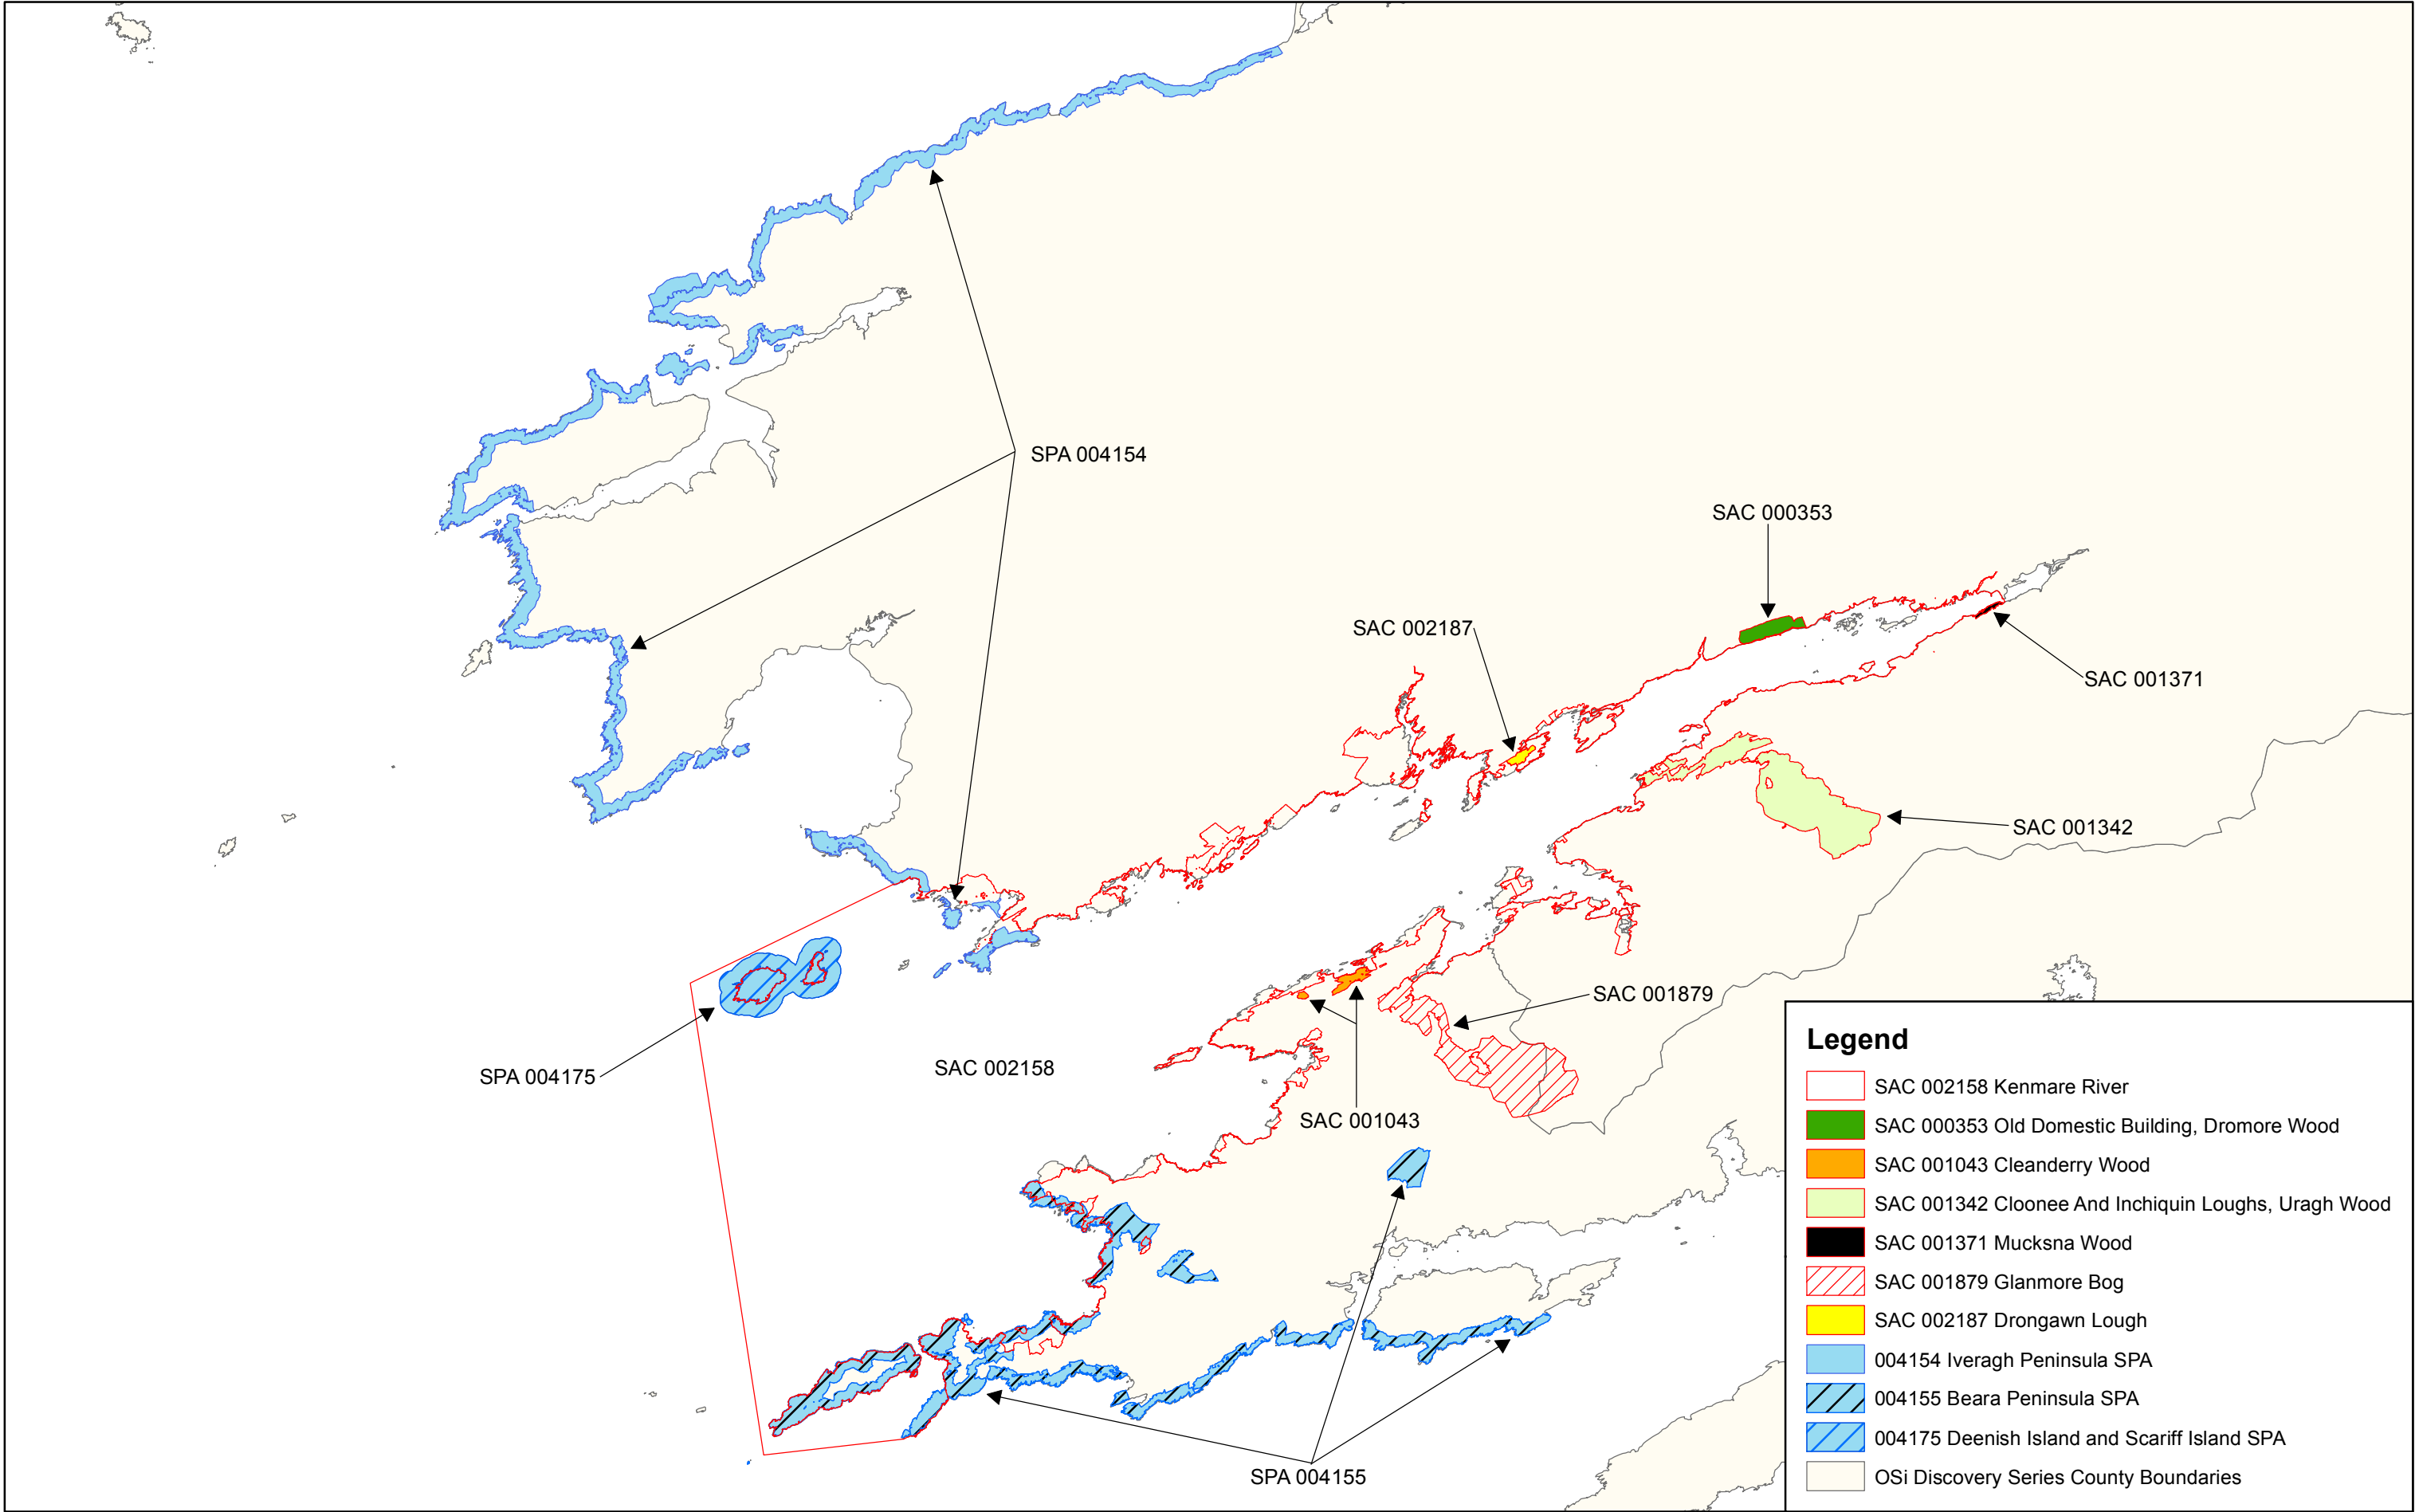 SPA 004154
SAC 000353
SAC 002187
SAC 001371
SAC 001342
SAC 001879
SPA 004175
SAC 002158
SAC 001043
SPA 004155
Legend
SAC 002158 Kenmare River
SAC 000353 Old Domestic Building, Dromore Wood
SAC 001043 Cleanderry Wood
SAC 001342 Cloonee And Inchiquin Loughs, Uragh Wood
SAC 001371 Mucksna Wood
SAC 001879 Glanmore Bog
SAC 002187 Drongawn Lough
004154 Iveragh Peninsula SPA
004155 Beara Peninsula SPA
004175 Deenish Island and Scariff Island SPA
OSi Discovery Series County Boundaries